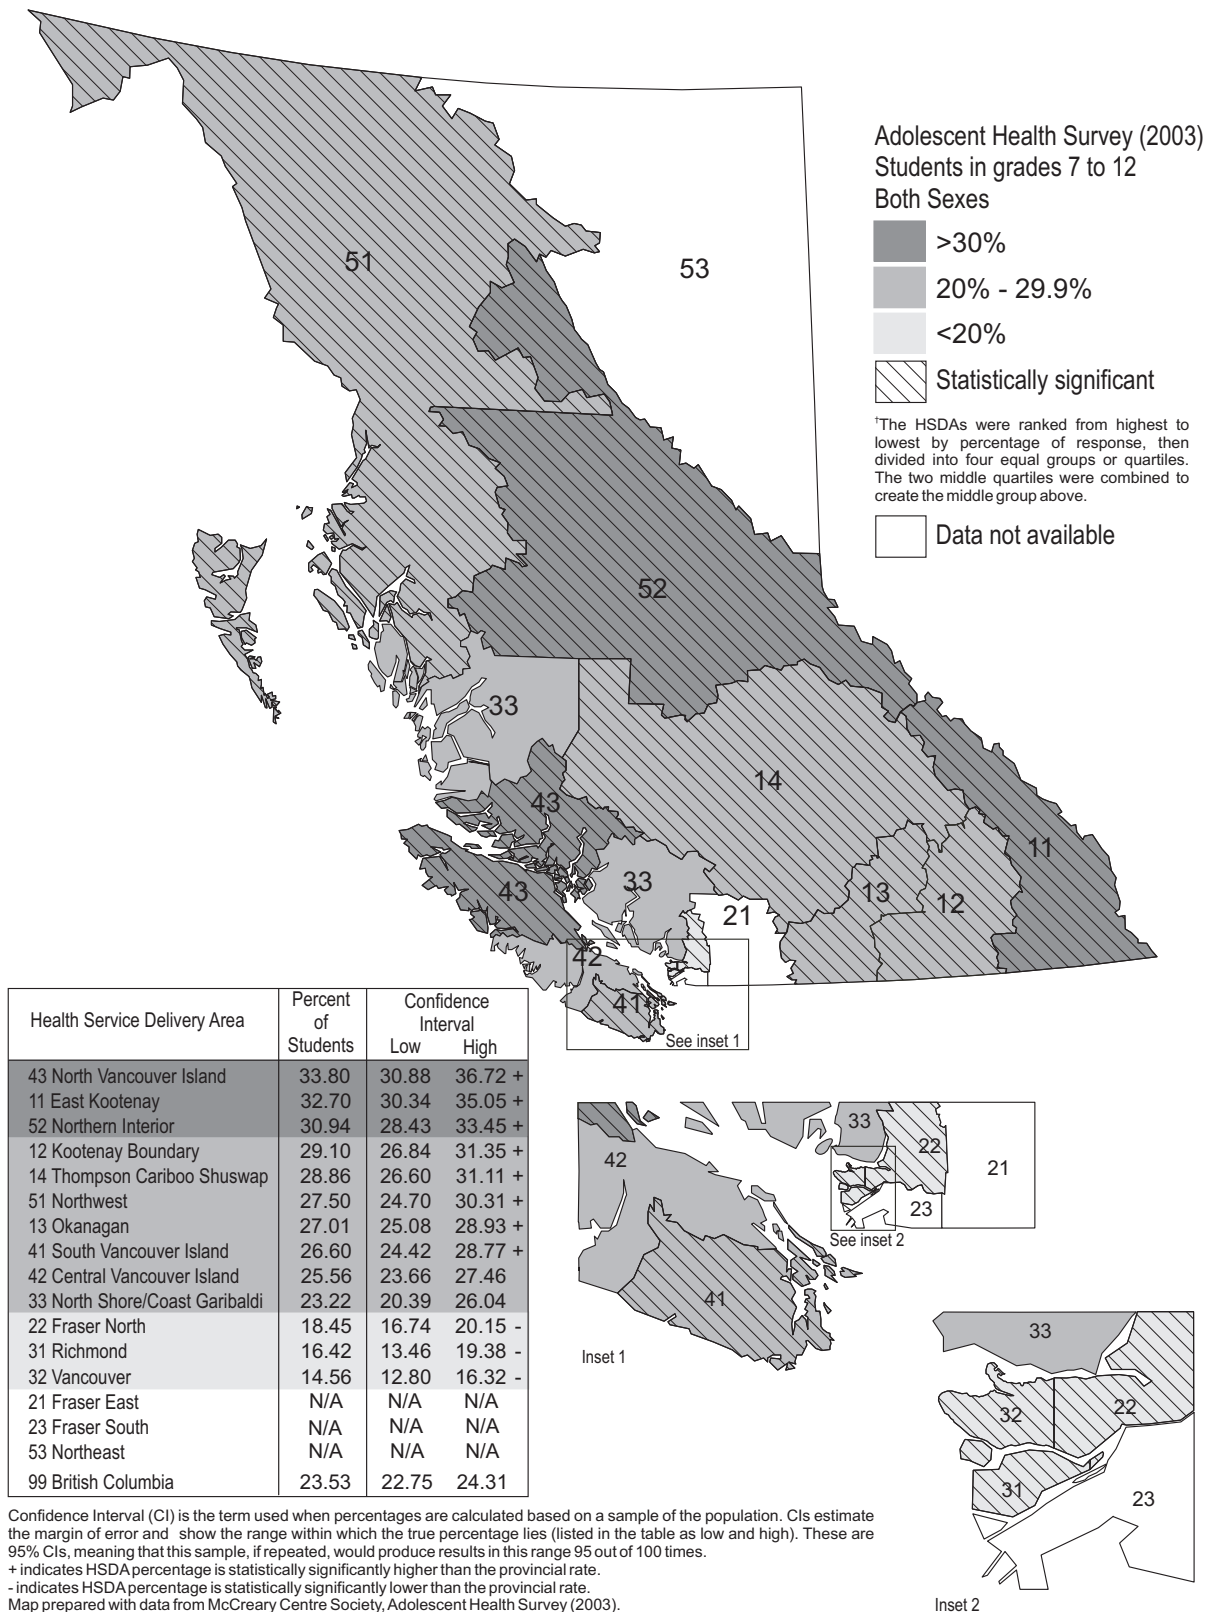 Adolescent Health Survey (2003)
Students in grades 7 to 12
Both Sexes
>30%
20% - 29.9%
<20%
Statistically significant
†The HSDAs were ranked from highest to
lowest by percentage of response, then
divided into four equal groups or quartiles.
The two middle quartiles were combined to
create the middle group above.
Data not available
51
53
52
33
14
43
11
43
33
13
12
21
42
41
See inset 1
Health Service Delivery Area Percent of Students Confidence Interval Low High
43 North Vancouver Island 33.80 30.88 36.72 +
11 East Kootenay 32.70 30.34 35.05 +
52 Northern Interior 30.94 28.43 33.45 +
12 Kootenay Boundary 29.10 26.84 31.35 +
14 Thompson Cariboo Shuswap 28.86 26.60 31.11 +
51 Northwest 27.50 24.70 30.31 +
13 Okanagan 27.01 25.08 28.93 +
41 South Vancouver Island 26.60 24.42 28.77 +
42 Central Vancouver Island 25.56 23.66 27.46
33 North Shore/Coast Garibaldi 23.22 20.39 26.04
22 Fraser North 18.45 16.74 20.15 -
31 Richmond 16.42 13.46 19.38 -
32 Vancouver 14.56 12.80 16.32 -
21 Fraser East N/A N/A N/A
23 Fraser South N/A N/A N/A
53 Northeast N/A N/A N/A
99 British Columbia 23.53 22.75 24.31
33
22
42
21
23
See inset 2
41
Inset 1
33
32
22
31
23
Inset 2
Confidence Interval (CI) is the term used when percentages are calculated based on a sample of the population. CIs estimate
the margin of error and show the range within which the true percentage lies (listed in the table as low and high). These are
95% CIs, meaning that this sample, if repeated, would produce results in this range 95 out of 100 times.
+ indicates HSDA percentage is statistically significantly higher than the provincial rate.
- indicates HSDA percentage is statistically significantly lower than the provincial rate.
Map prepared with data from McCreary Centre Society, Adolescent Health Survey (2003).